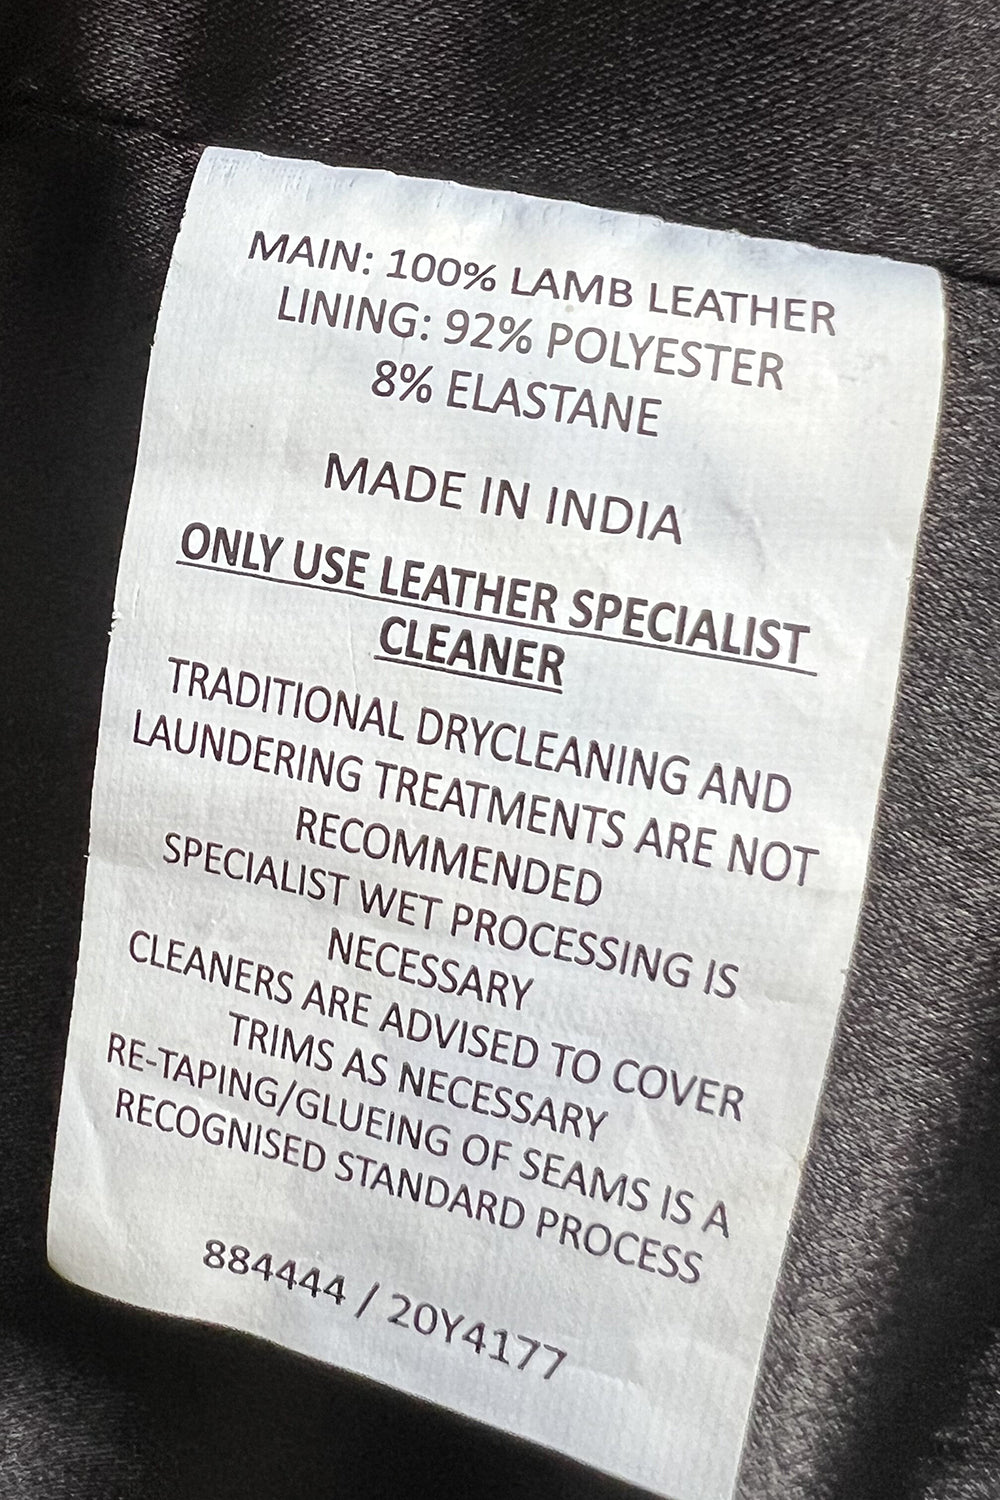 MAIN: 100% LAMB LEATHER
LINING: 92% POLYESTER
8% ELASTANE
MADE IN INDIA
ONLY USE LEATHER SPECIALIST
CLEANER
TRADITIONAL DRYCLEANING AND
LAUNDERING TREATMENTS ARE NOT
RECOMMENDED
SPECIALIST WET PROCESSING IS
NECESSARY
CLEANERS ARE ADVISED TO COVER
TRIMS AS NECESSARY
RE-TAPING/GLUEING OF SEAMS IS A
RECOGNISED STANDARD PROCESS
884444 / 20Y4177